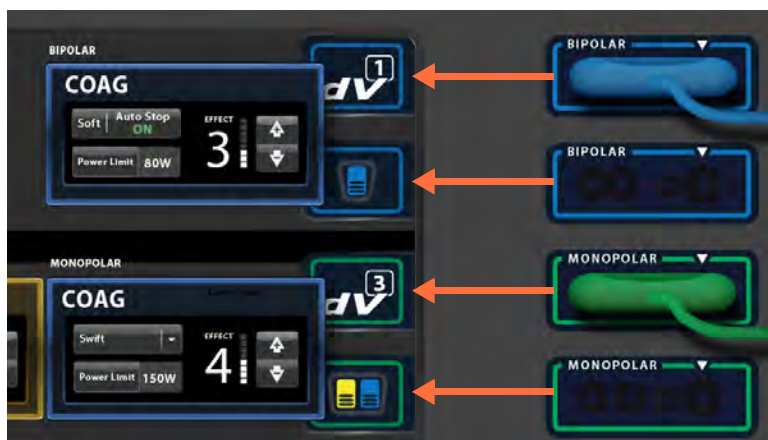 BIPOLAR
COAG
Soft
Auto Stop
ON
Power Limit 80W
EFFECT
3
1
dV
MONOPOLAR
COAG
Swift
Power Limit 150W
EFFECT
4
3
dV
BIPOLAR
BIPOLAR
MONOPOLAR
MONOPOLAR